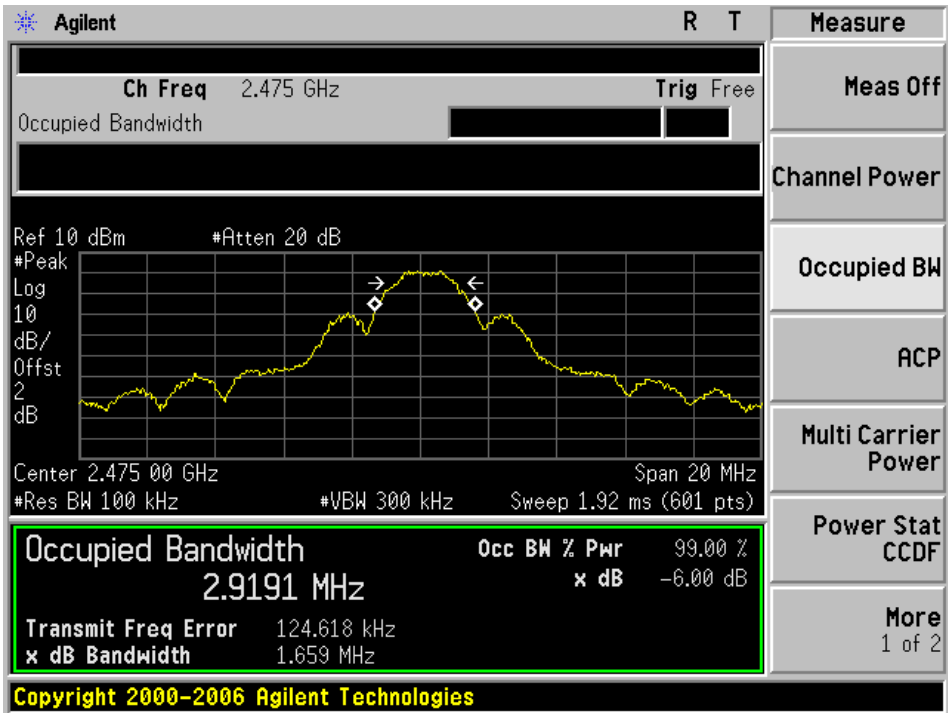 Agilent R T Measure
Ch Freq 2.475 GHz Trig Free
Occupied Bandwidth
Meas Off
Channel Power
Occupied BW
ACP
Multi Carrier
Power
Power Stat
CCDF
More
1 of 2
Ref 10 dBm #Atten 20 dB
#Peak
Log
10
dB/
Offst
2
dB
Center 2.475 00 GHz Span 20 MHz
#Res BW 100 kHz #VBW 300 kHz Sweep 1.92 ms (601 pts)
Occupied Bandwidth Occ BW % Pwr 99.00 %
2.9191 MHz x dB -6.00 dB
Transmit Freq Error 124.618 kHz
x dB Bandwidth 1.659 MHz
Copyright 2000-2006 Agilent Technologies